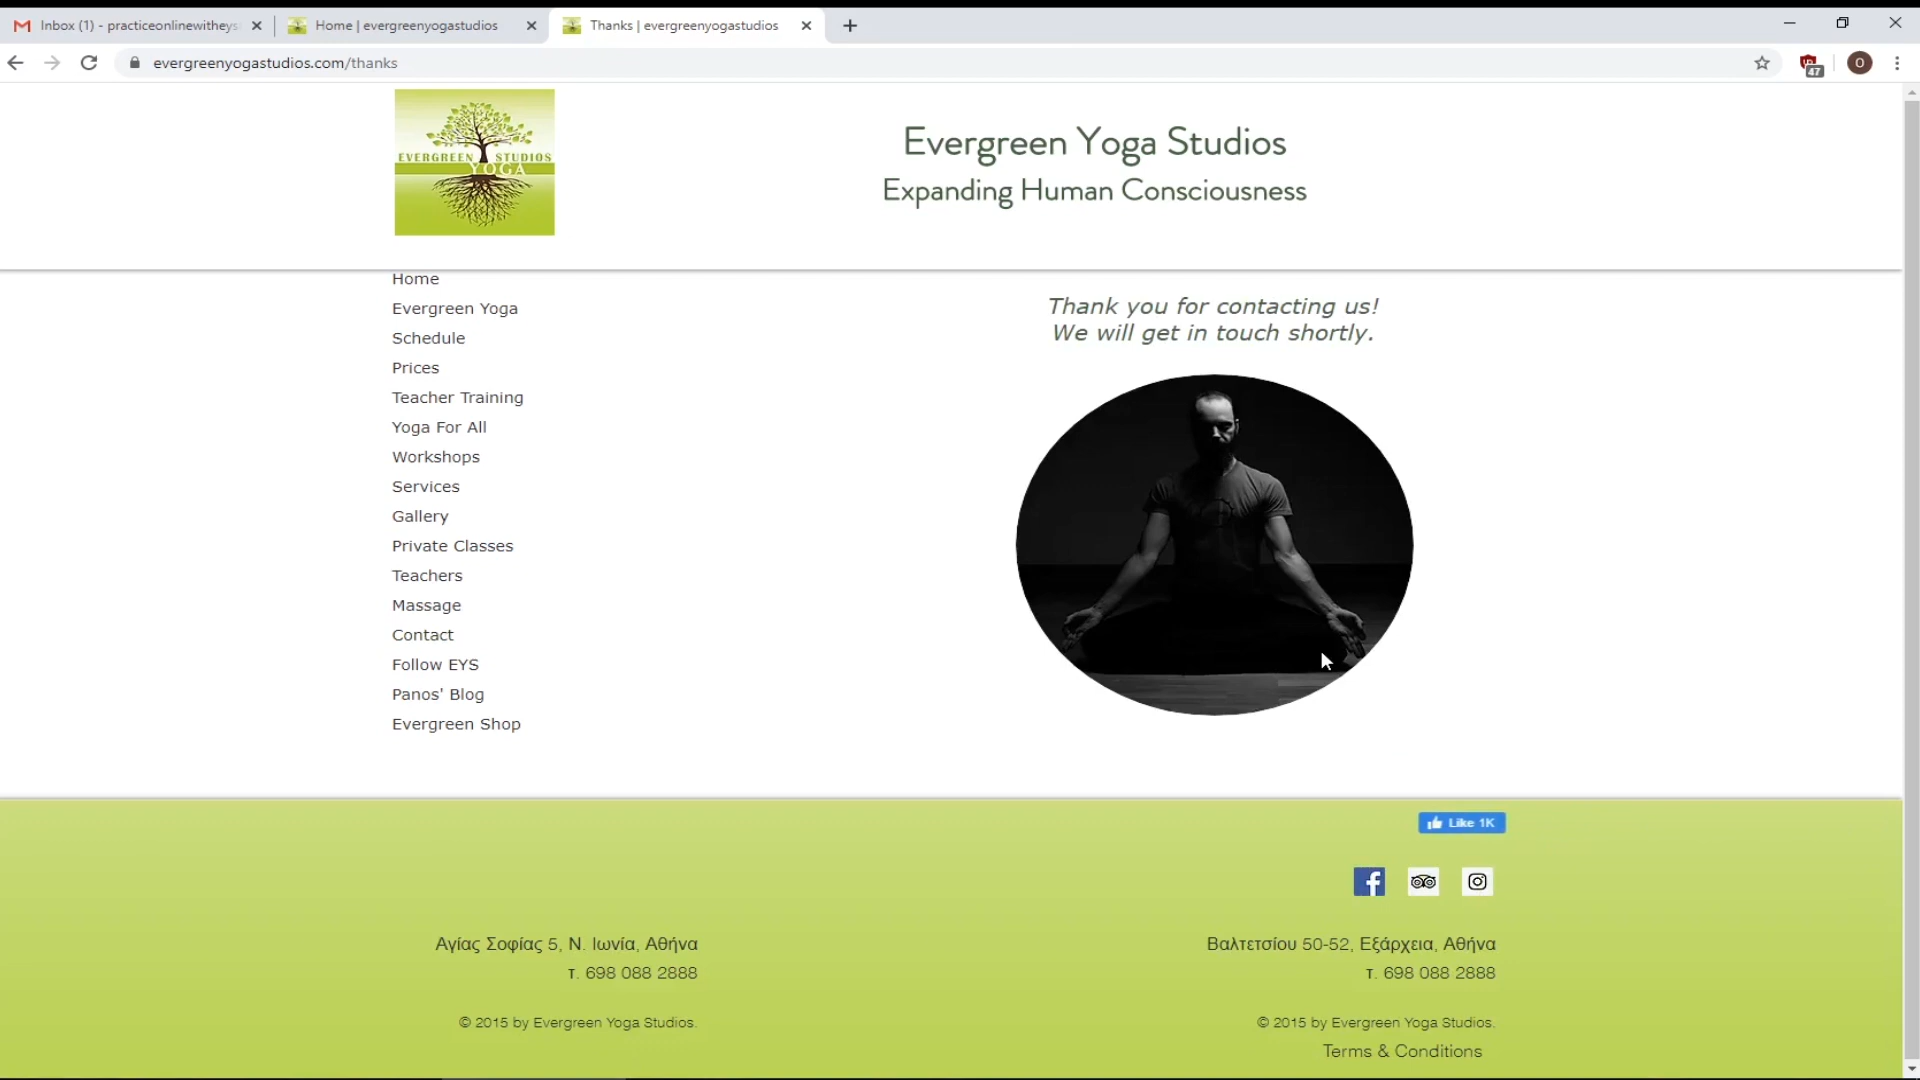 Inbox (1) - practiceonlinewitheys
Home | evergreenyogastudios
Thanks | evergreenyogastudios
evergreenyogastudios.com/thanks
47
O
EVERGREEN STUDIOS
YOGA
Evergreen Yoga Studios
Expanding Human Consciousness
Home
Evergreen Yoga
Schedule
Prices
Teacher Training
Yoga For All
Workshops
Services
Gallery
Private Classes
Teachers
Massage
Contact
Follow EYS
Panos' Blog
Evergreen Shop
Thank you for contacting us!
We will get in touch shortly.
Like 1K
Αγίας Σοφίας 5, Ν. Ιωνία, Αθήνα
τ. 698 088 2888
© 2015 by Evergreen Yoga Studios.
Βαλτετσίου 50-52, Εξάρχεια, Αθήνα
τ. 698 088 2888
© 2015 by Evergreen Yoga Studios.
Terms & Conditions